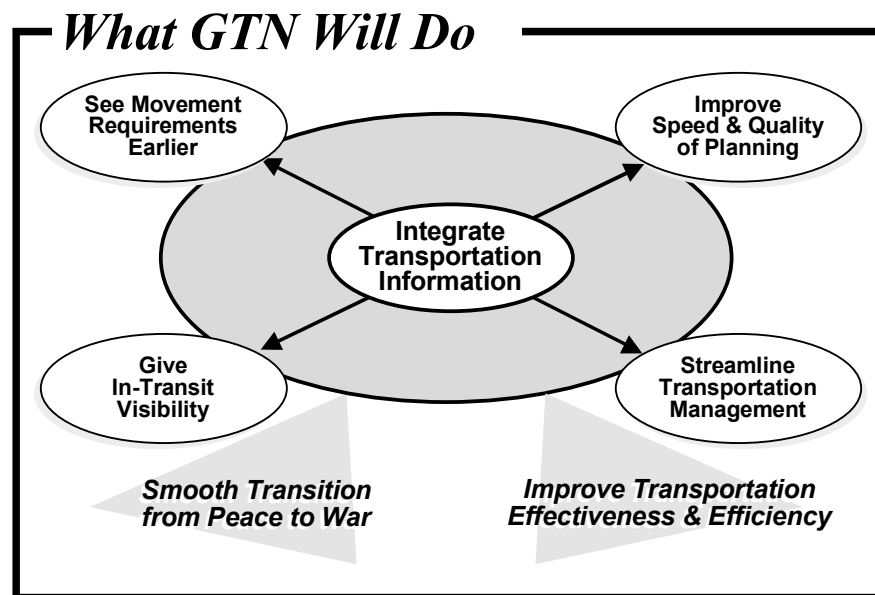 What GTN Will Do
See Movement
Requirements
Earlier
Improve
Speed & Quality
of Planning
Integrate
Transportation
Information
Give
In-Transit
Visibility
Streamline
Transportation
Management
Smooth Transition
from Peace to War
Improve Transportation
Effectiveness & Efficiency